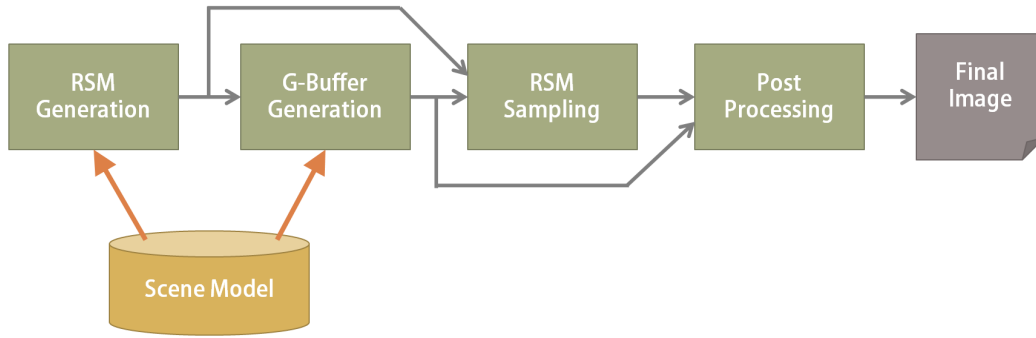 RSM
Generation
G-Buffer
Generation
RSM
Sampling
Post
Processing
Final
Image
Scene Model